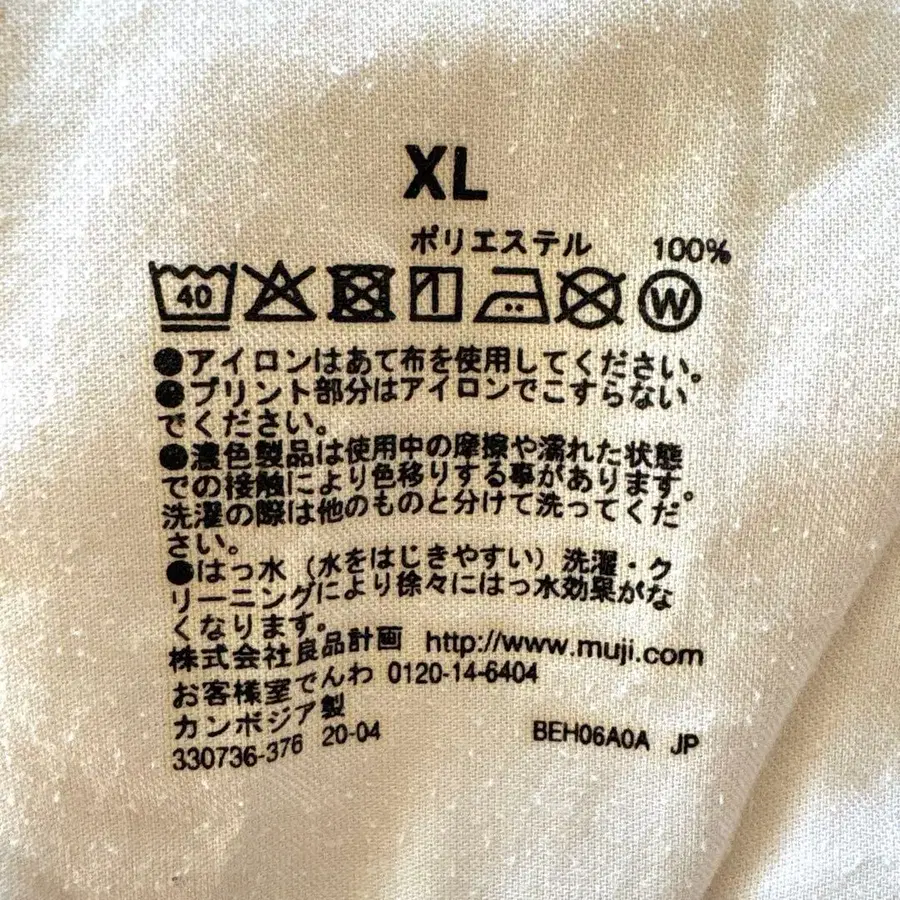 XL
ポリエステル 100%
40
W
●アイロンはあて布を使用してください。
●プリント部分はアイロンでこすらない
でください。
●濃色製品は使用中の摩擦や濡れた状態
での接触により色移りする事があります。
洗濯の際は他のものと分けて洗ってくだ
さい。
●はっ水（水をはじきやすい）洗濯・ク
リーニングにより徐々にはっ水効果がな
くなります。
株式会社良品計画 http://www.muji.com
お客様室でんわ 0120-14-6404
カンボジア製
330736-376 20-04 BEH06A0A JP